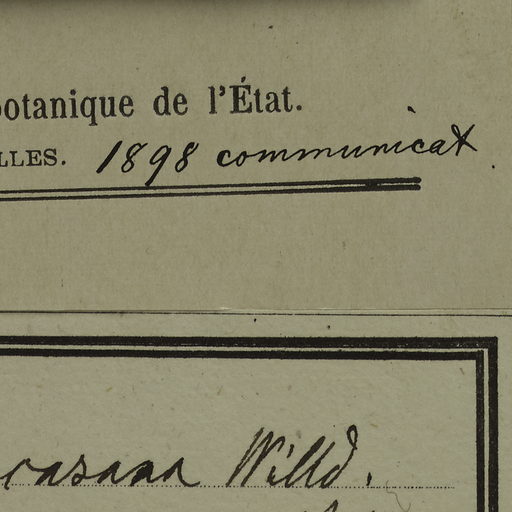 botanique de l'État.
LLES. 1898 communicat
Willd.